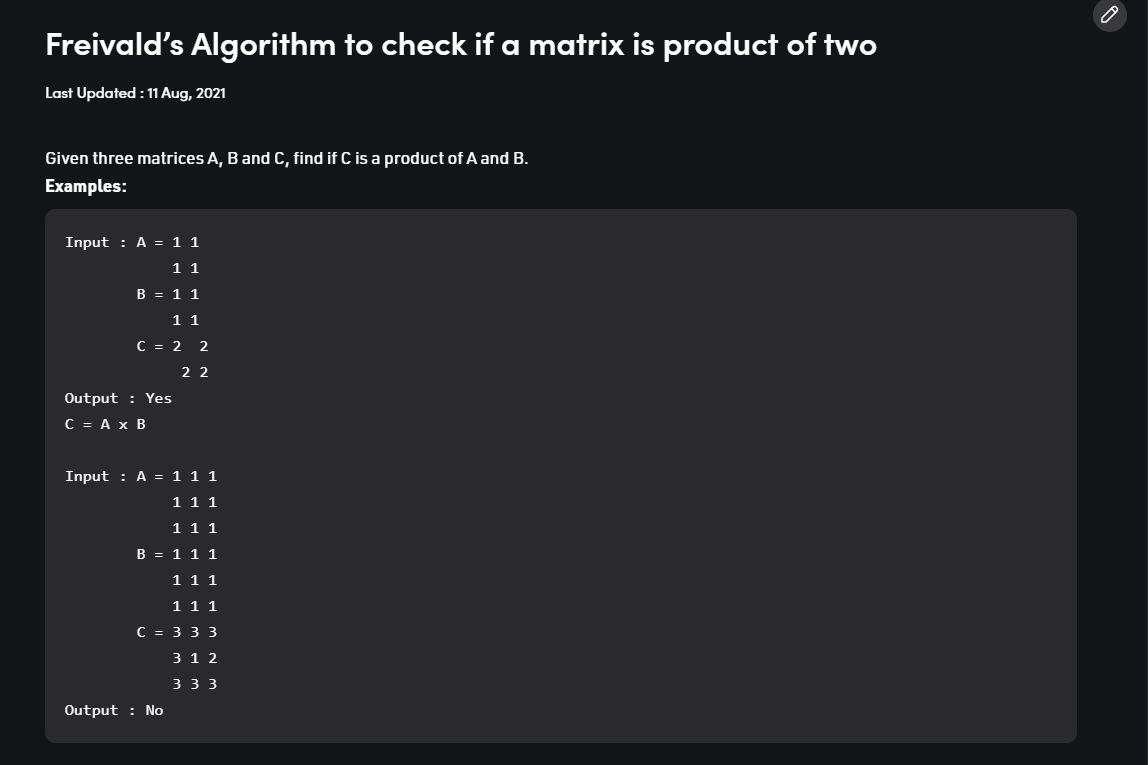 Freivald's Algorithm to check if a matrix is product of two
Last Updated : 11 Aug, 2021
Given three matrices A, B and C, find if C is a product of A and B.
Examples:
Input : A = 1 1
            1 1
        B = 1 1
            1 1
        C = 2  2
             2 2
Output : Yes
C = A x B
Input : A = 1 1 1
            1 1 1
            1 1 1
        B = 1 1 1
            1 1 1
            1 1 1
        C = 3 3 3
            3 1 2
            3 3 3
Output : No